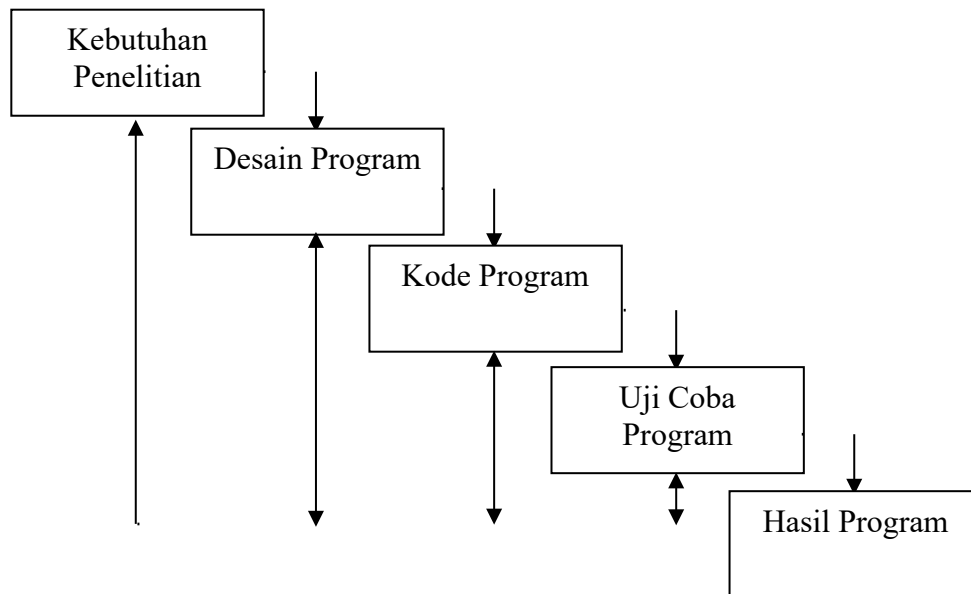 Kebutuhan
Penelitian
Desain Program
Kode Program
Uji Coba
Program
Hasil Program